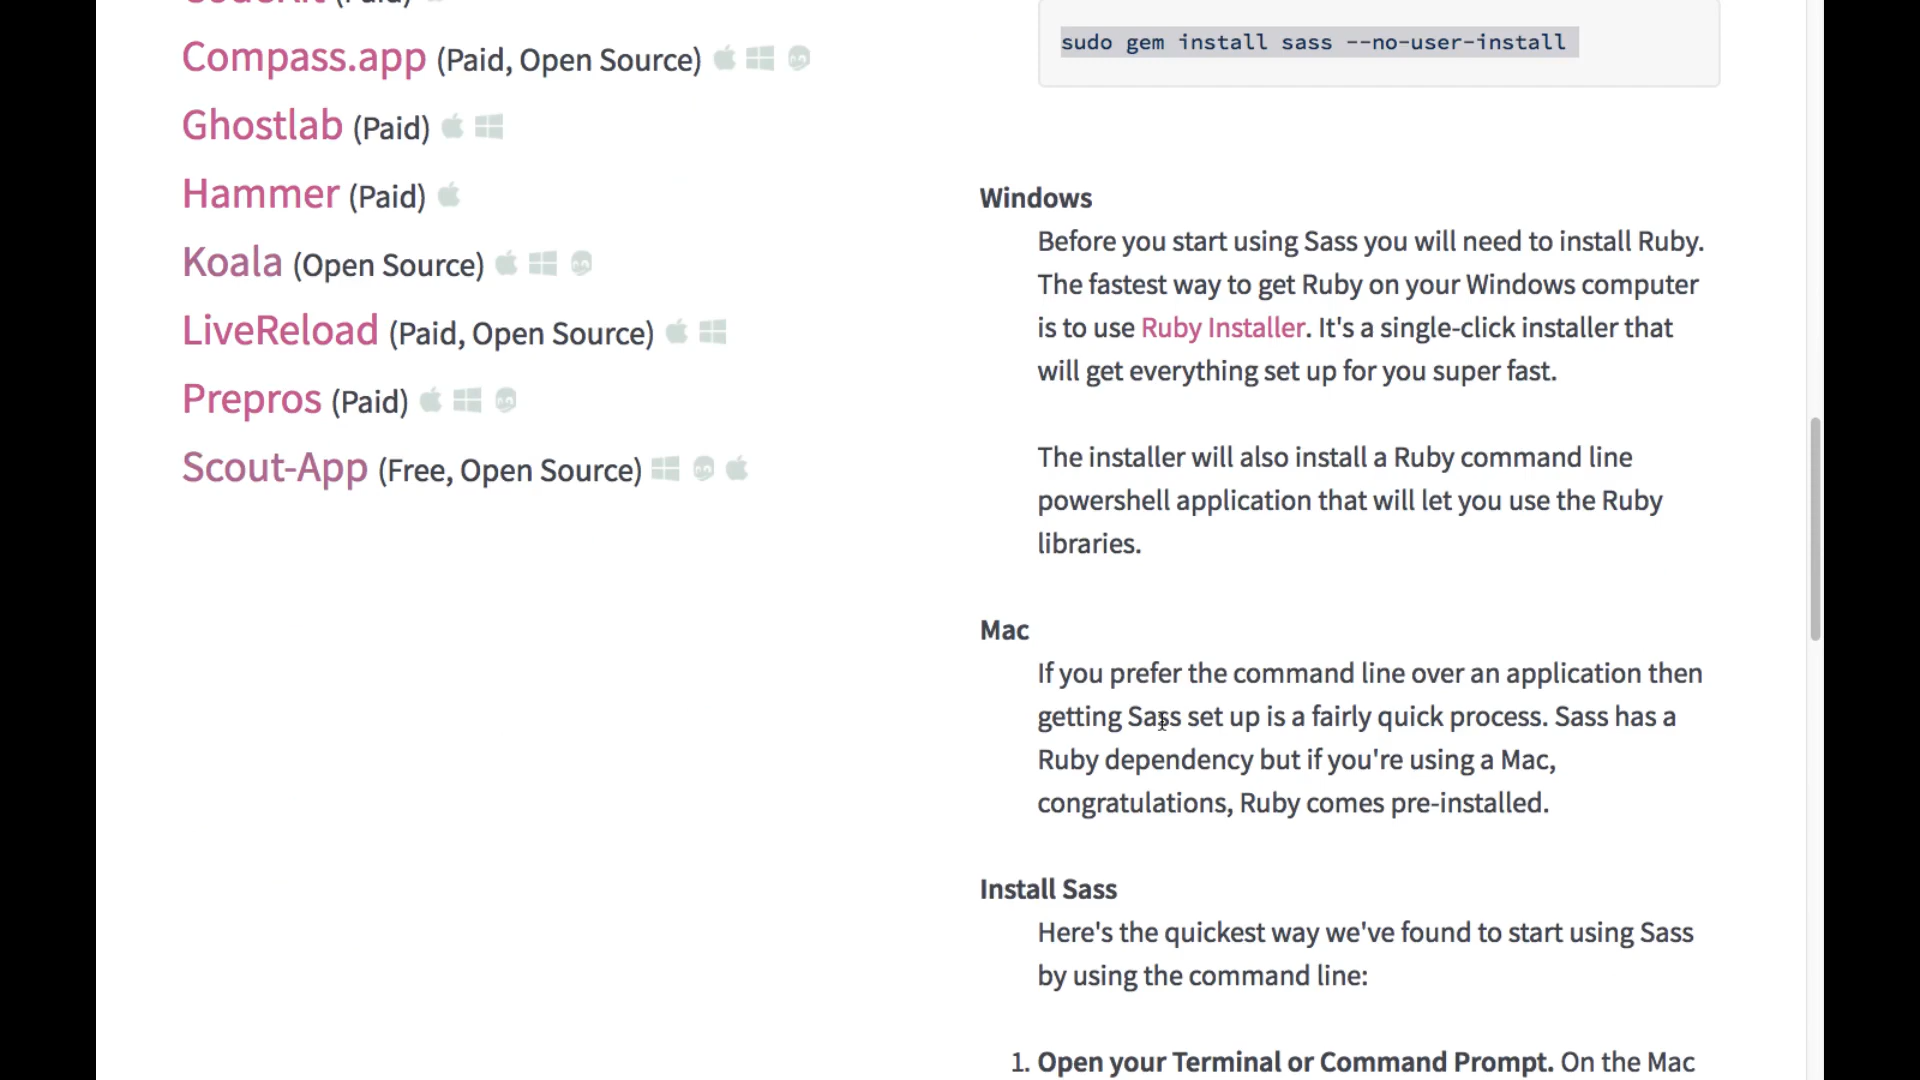 Compass.app (Paid, Open Source)
Ghostlab (Paid)
Hammer (Paid)
Koala (Open Source)
LiveReload (Paid, Open Source)
Prepros (Paid)
Scout-App (Free, Open Source)
sudo gem install sass --no-user-install
Windows
Before you start using Sass you will need to install Ruby.
The fastest way to get Ruby on your Windows computer
is to use Ruby Installer. It's a single-click installer that
will get everything set up for you super fast.
The installer will also install a Ruby command line
powershell application that will let you use the Ruby
libraries.
Mac
If you prefer the command line over an application then
getting Sass set up is a fairly quick process. Sass has a
Ruby dependency but if you're using a Mac,
congratulations, Ruby comes pre-installed.
Install Sass
Here's the quickest way we've found to start using Sass
by using the command line:
1. Open your Terminal or Command Prompt. On the Mac